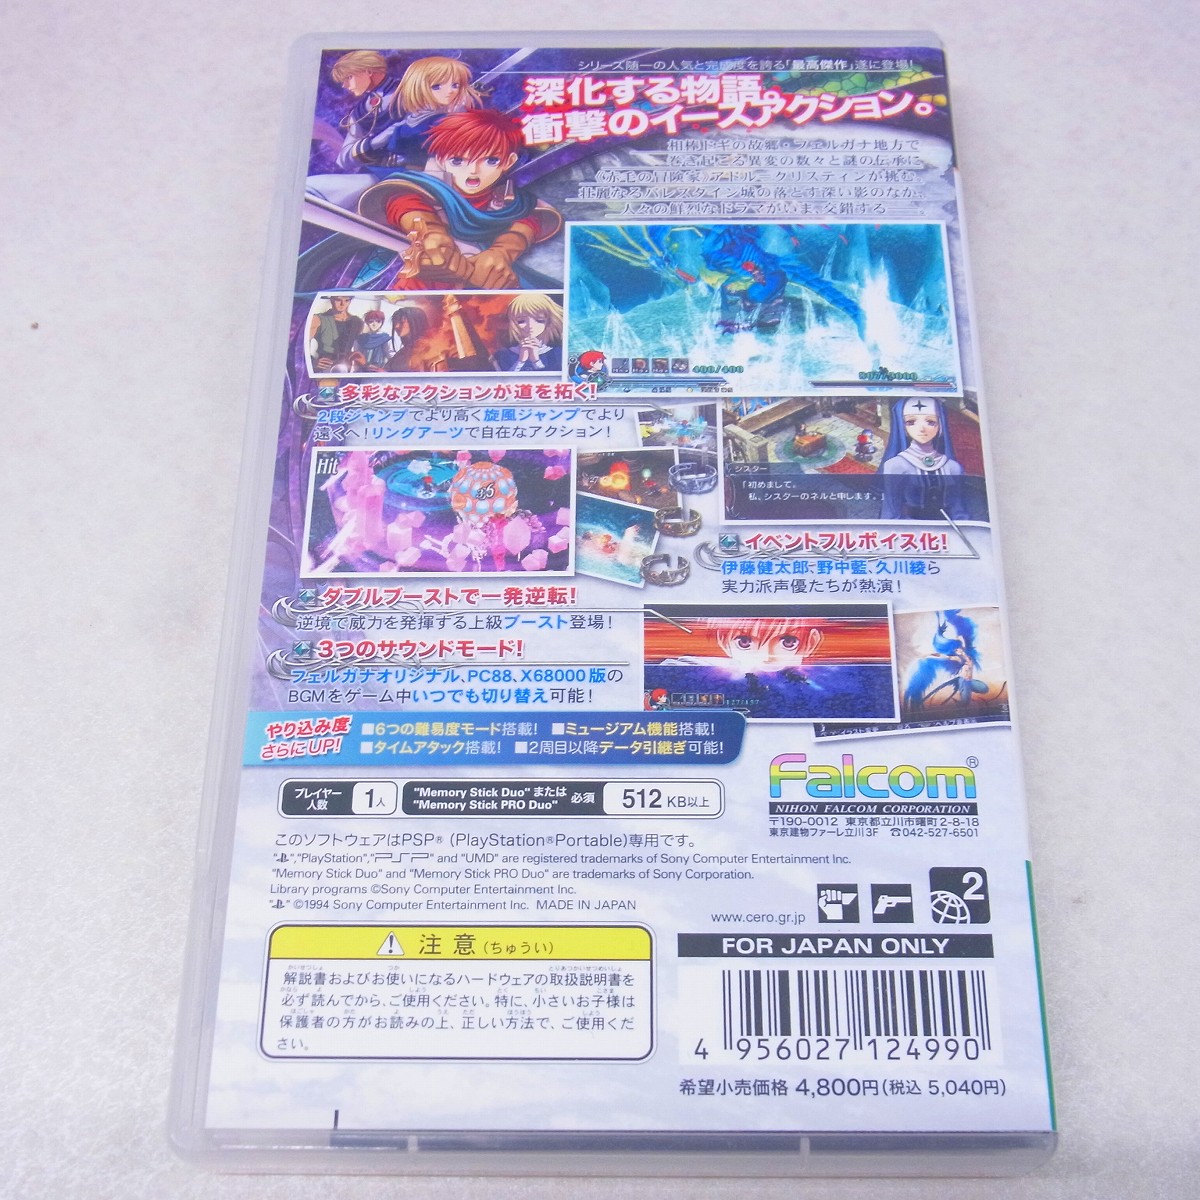 シリーズ随一の人気と完成度を誇る「最高傑作」遂に登場！
深化する物語。
衝撃のイースアクション。
相棒ドギの故郷・フェルガナ地方で
巻き起こる異変の数々と謎の伝承に
《赤毛の冒険家》アドル＝クリスティンが挑む。
壮麗なるバレスタイン城の落とす深い影のなか、
人々の鮮烈なドラマがいま、交錯する
400/400
多彩なアクションが道を拓く！
2段ジャンプでより高く旋風ジャンプでより
遠くへ！リングアーツで自在なアクション！
Hit
シスター
「初めまして。
私、シスターのネルと申します。」
イベントフルボイス化！
伊藤健太郎、野中藍、久川綾ら
実力派声優たちが熱演！
ダブルブーストで一発逆転！
逆境で威力を発揮する上級ブースト登場！
3つのサウンドモード！
フェルガナオリジナル、PC88、X68000版の
BGMをゲーム中いつでも切り替え可能！
127/157
やり込み度
さらにUP！
■6つの難易度モード搭載！ ■ミュージアム機能搭載！
■タイムアタック搭載！ ■2周目以降データ引継ぎ可能！
Falcom®
NIHON FALCOM CORPORATION
〒190-0012 東京都立川市曙町2-8-18
東京建物ファーレ立川3F ☎042-527-6501
プレイヤー人数 1人
"Memory Stick Duo" または
"Memory Stick PRO Duo" 必須 512 KB以上
このソフトウェアはPSP®（PlayStation®Portable）専用です。
" ","PlayStation","PSP" and "UMD" are registered trademarks of Sony Computer Entertainment Inc.
"Memory Stick Duo" and "Memory Stick PRO Duo" are trademarks of Sony Corporation.
Library programs ©Sony Computer Entertainment Inc.
" " ©1994 Sony Computer Entertainment Inc. MADE IN JAPAN
www.cero.gr.jp
2
FOR JAPAN ONLY
注意（ちゅうい）
解説書およびお使いになるハードウェアの取扱説明書を
必ず読んでから、ご使用ください。特に、小さいお子様は
保護者の方がお読みの上、正しい方法で、ご使用くだ
さい。
4 956027 124990
希望小売価格 4,800円（税込 5,040円）